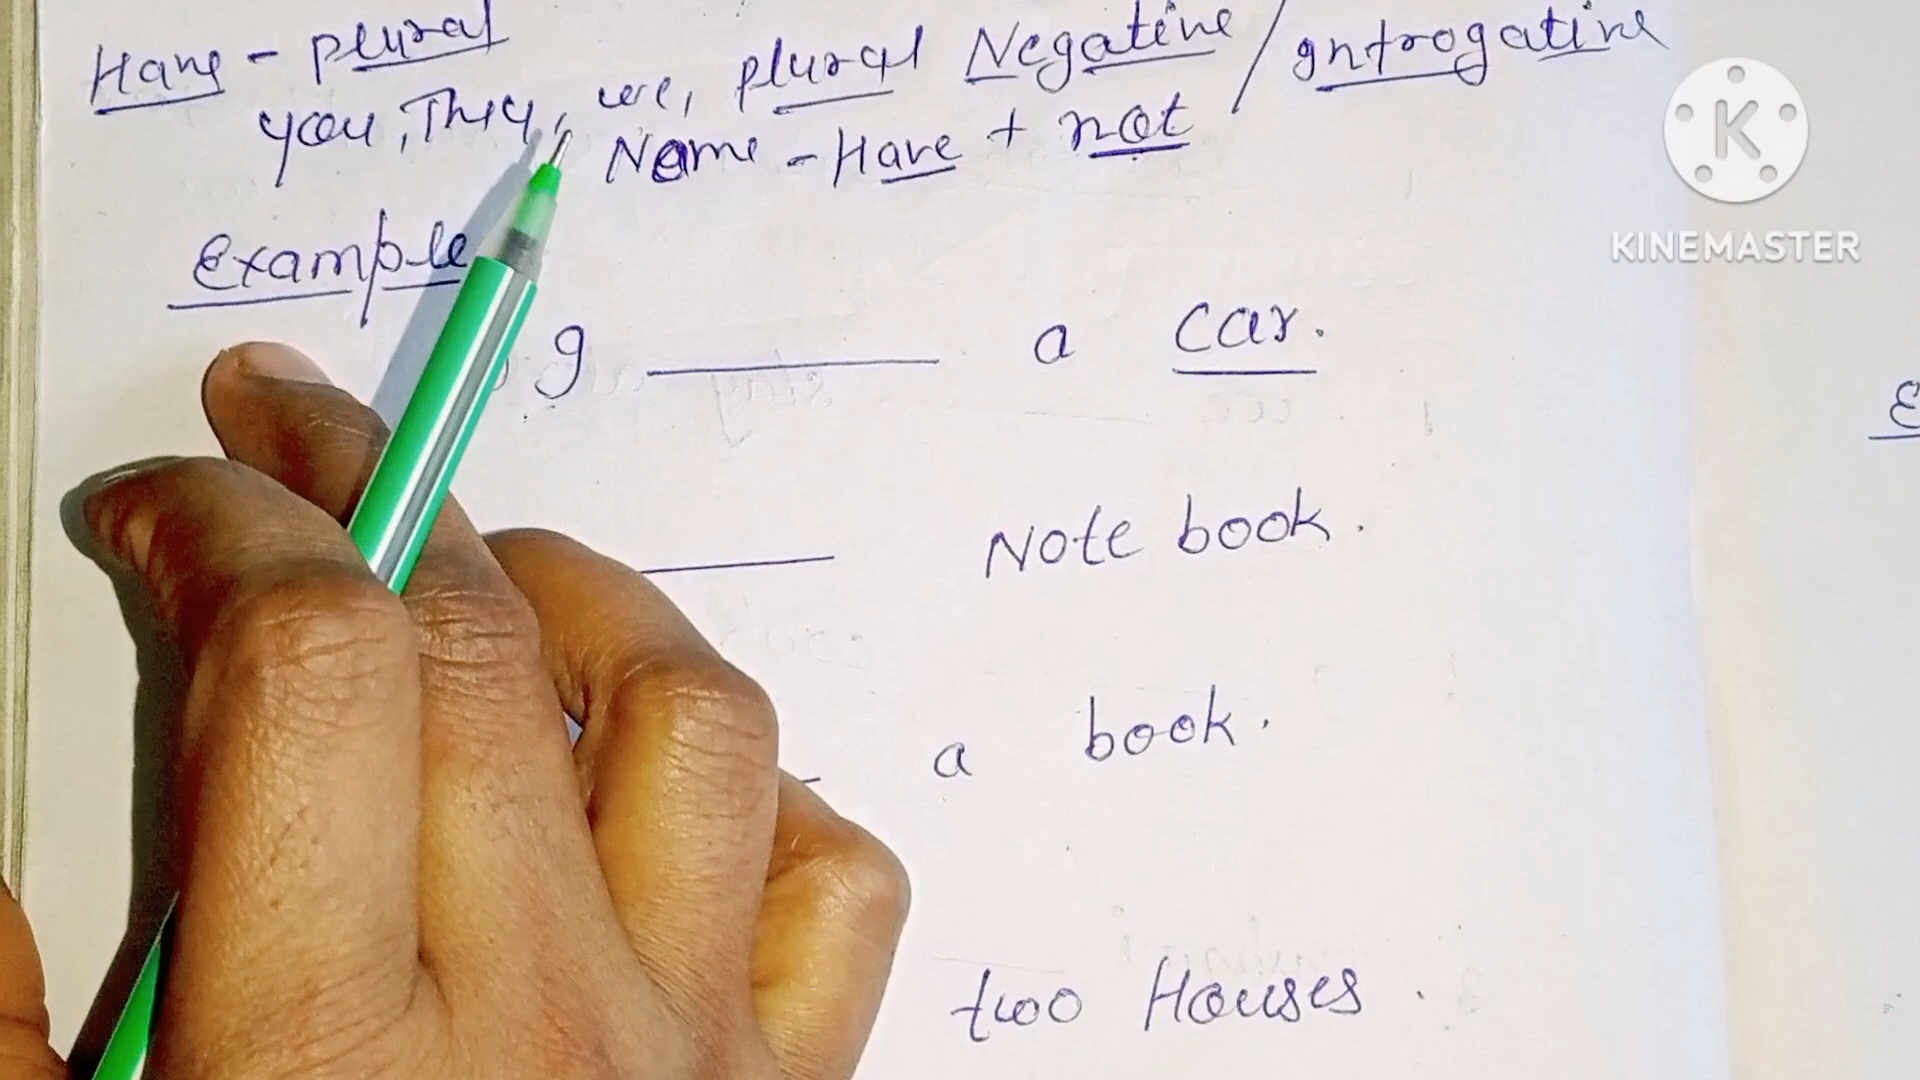 Have - plural
you, They, we, plural Negative / Introgative
Name - Have + not
K
KINEMASTER
Example
I ______ a car.
______ Note book.
a book.
two Houses.